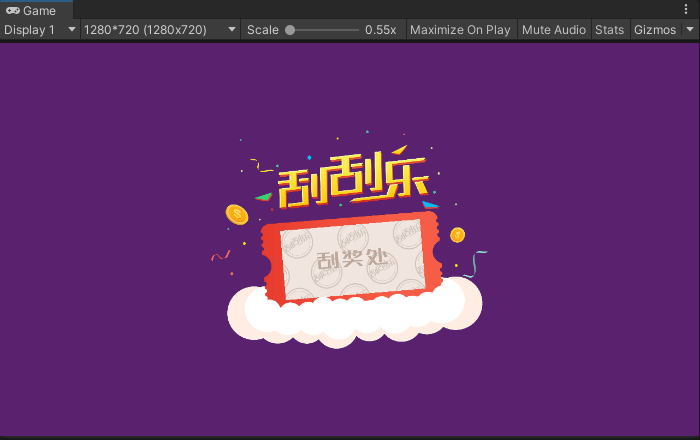 Game
Display 1 1280*720 (1280x720) Scale 0.55x Maximize On Play Mute Audio Stats Gizmos
刮刮乐
刮奖处